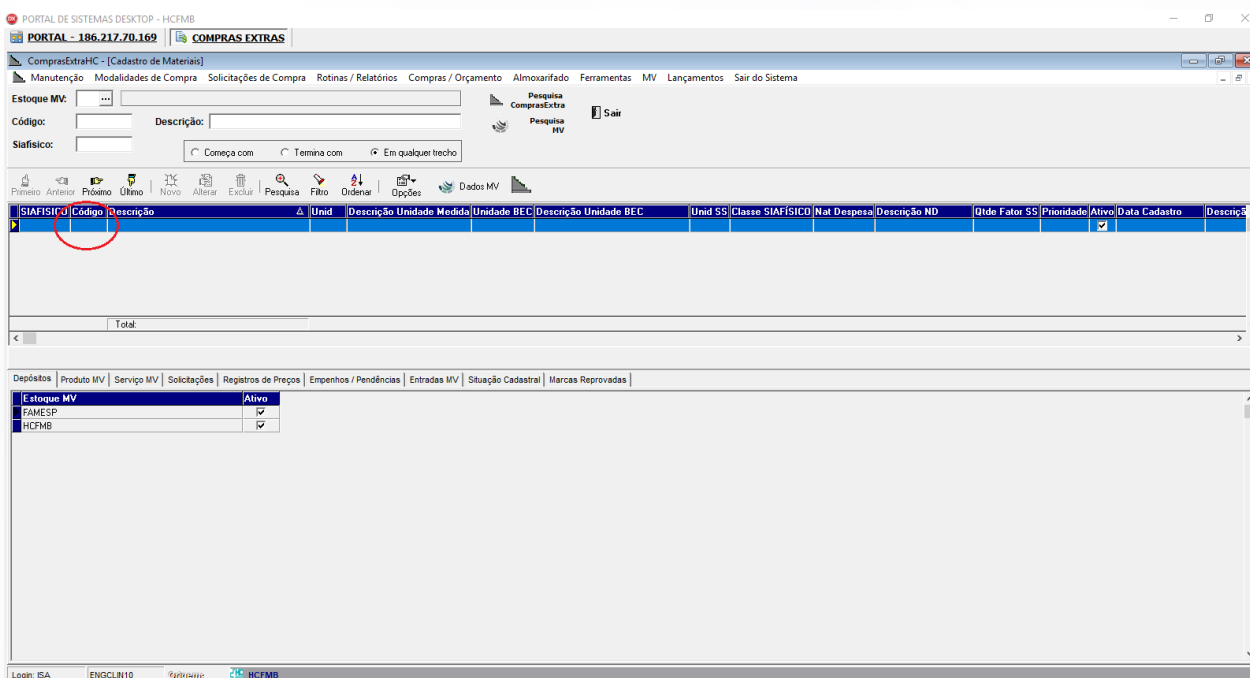 PORTAL DE SISTEMAS DESKTOP - HCFMB
PORTAL - 186.217.70.169 COMPRAS EXTRAS
ComprasExtraHC - [Cadastro de Materiais]
Manutenção Modalidades de Compra Solicitações de Compra Rotinas / Relatórios Compras / Orçamento Almoxarifado Ferramentas MV Lançamentos Sair do Sistema
Estoque MV: ... Pesquisa ComprasExtra
Sair
Código: Descrição: Pesquisa MV
Siafisico:
Começa com Termina com Em qualquer trecho
Primeiro Anterior Próximo Último Novo Alterar Excluir Pesquisa Filtro Ordenar Opções Dados MV
SIAFISICO Código Descrição Unid Descrição Unidade Medida Unidade BEC Descrição Unidade BEC Unid SS Classe SIAFÍSICO Nat Despesa Descrição ND Qtde Fator SS Prioridade Ativo Data Cadastro Descriçã
Total:
Depósitos Produto MV Serviço MV Solicitações Registros de Preços Empenhos / Pendências Entradas MV Situação Cadastral Marcas Reprovadas
Estoque MV Ativo
FAMESP
HCFMB
Login: ISA ENGCLIN10 HCFMB